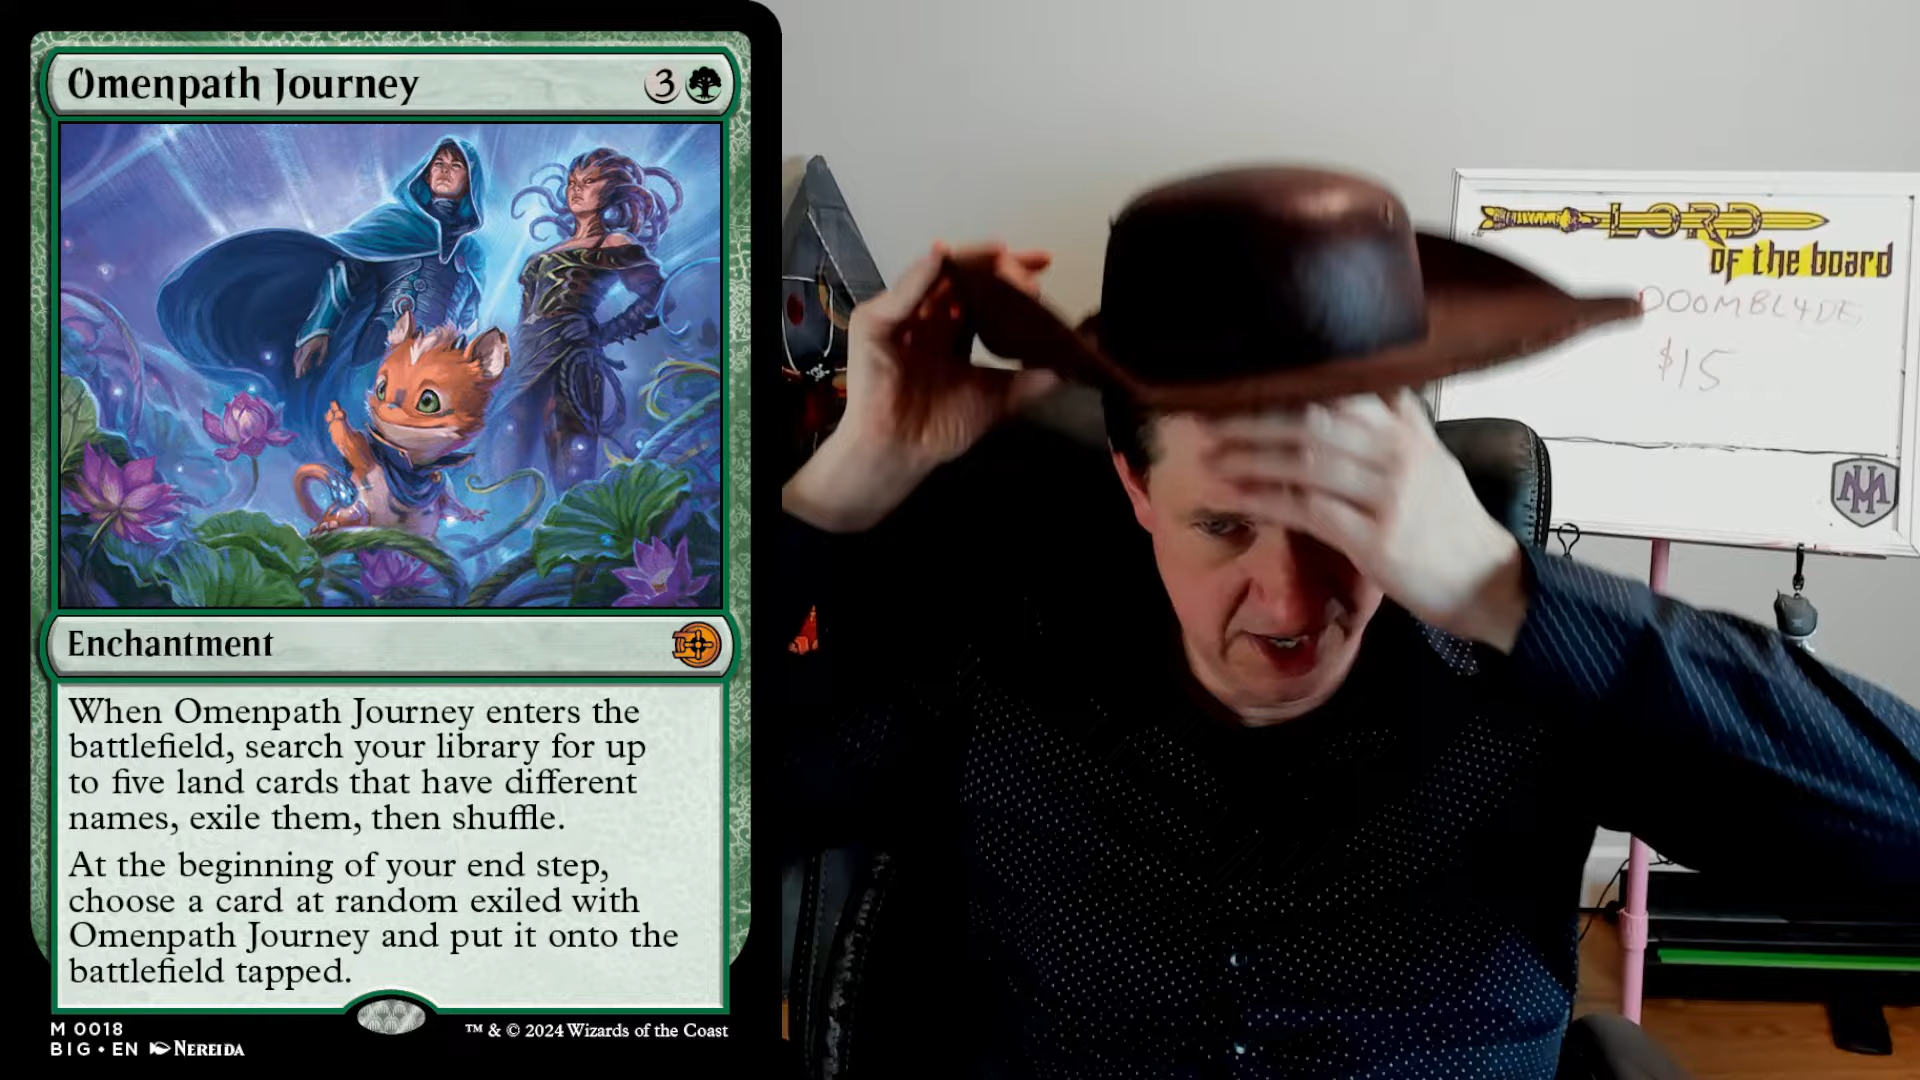 Omenpath Journey
3
Enchantment
When Omenpath Journey enters the
battlefield, search your library for up
to five land cards that have different
names, exile them, then shuffle.
At the beginning of your end step,
choose a card at random exiled with
Omenpath Journey and put it onto the
battlefield tapped.
M 0018
BIG • EN NEREIDA
™ & © 2024 Wizards of the Coast
LORD
of the board
DOOMBL4DE
$15